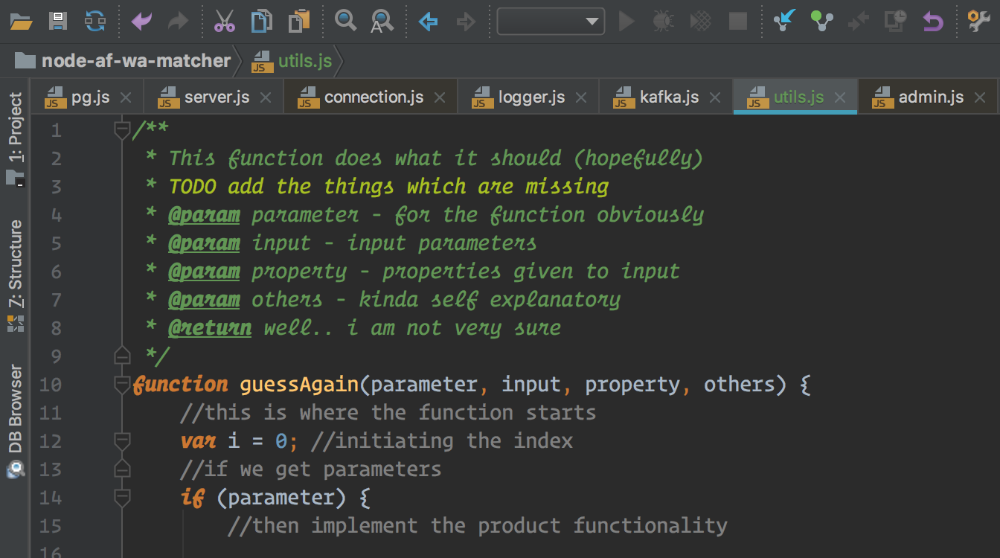 node-af-wa-matcher
utils.js
pg.js
server.js
connection.js
logger.js
kafka.js
utils.js
admin.js
1: Project
7: Structure
DB Browser
1 /**
2 * This function does what it should (hopefully)
3 * TODO add the things which are missing
4 * @param parameter - for the function obviously
5 * @param input - input parameters
6 * @param property - properties given to input
7 * @param others - kinda self explanatory
8 * @return well.. i am not very sure
9 */
10 function guessAgain(parameter, input, property, others) {
11 //this is where the function starts
12 var i = 0; //initiating the index
13 //if we get parameters
14 if (parameter) {
15 //then implement the product functionality
16